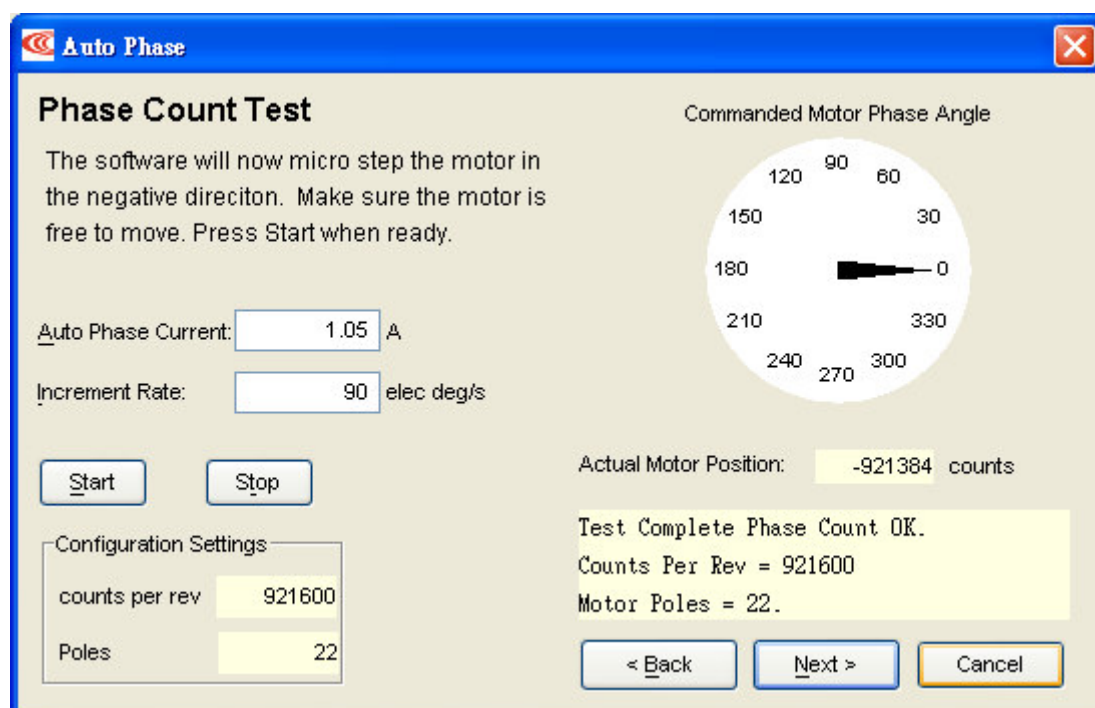 Auto Phase
Phase Count Test
The software will now micro step the motor in
the negative direciton. Make sure the motor is
free to move. Press Start when ready.
Auto Phase Current: 1.05 A
Increment Rate: 90 elec deg/s
Start Stop
Configuration Settings
counts per rev 921600
Poles 22
Commanded Motor Phase Angle
90
120 60
150 30
180 0
210 330
240 300
270
Actual Motor Position: -921384 counts
Test Complete Phase Count OK.
Counts Per Rev = 921600
Motor Poles = 22.
< Back Next > Cancel